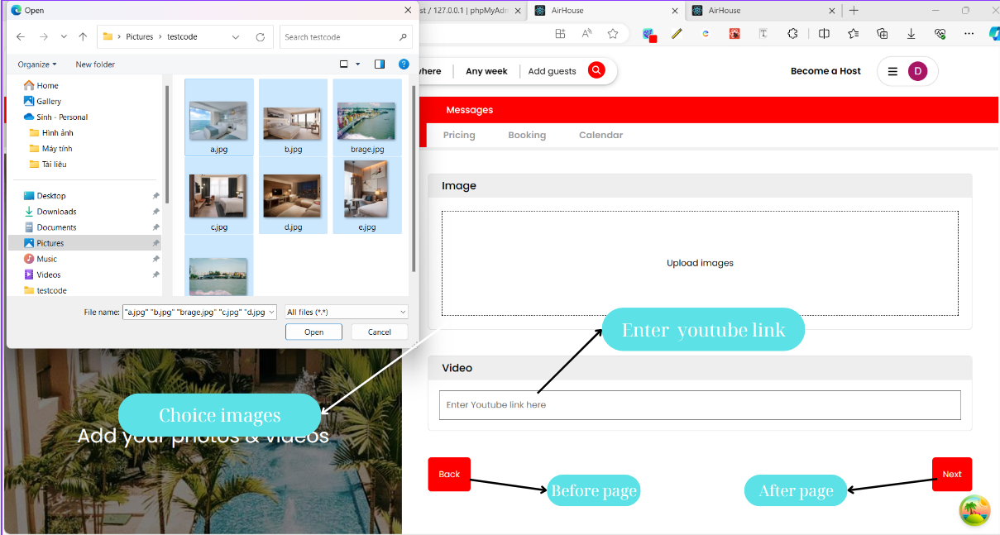 Open
st / 127.0.0.1 | phpMyAdm
AirHouse
AirHouse
Pictures
testcode
Search testcode
Organize
New folder
where
Any week
Add guests
Become a Host
D
Home
Gallery
Sinh - Personal
Hình ảnh
Máy tính
Tài liệu
Desktop
Downloads
Documents
Pictures
Music
Videos
testcode
a.jpg
b.jpg
brage.jpg
c.jpg
d.jpg
e.jpg
File name:
"a.jpg" "b.jpg" "brage.jpg" "c.jpg" "d.jpg
All files (*.*)
Open
Cancel
Messages
Pricing
Booking
Calendar
Image
Upload images
Enter youtube link
Video
Enter Youtube link here
Choice images
Add your photos & videos
Back
Before page
After page
Next